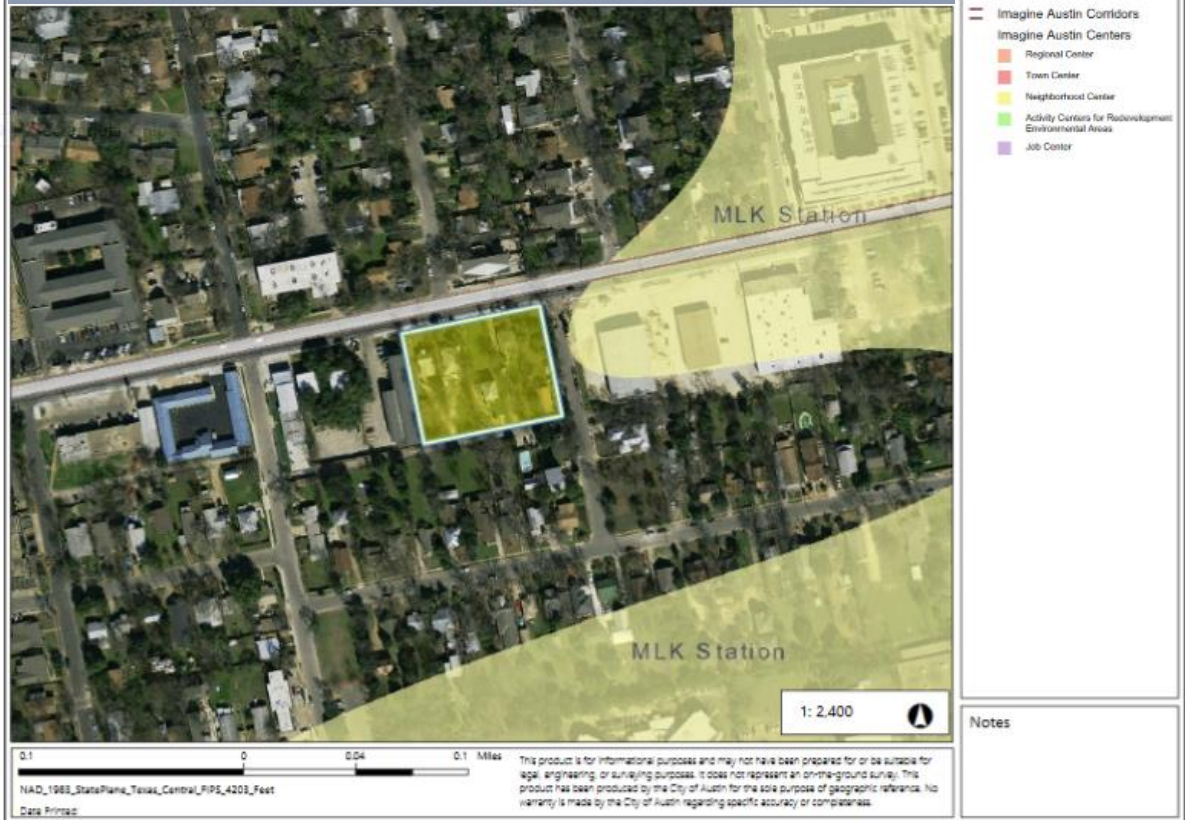 Imagine Austin Corridors
Imagine Austin Centers
Regional Center
Town Center
Neighborhood Center
Activity Centers for Redevelopment
Environmental Areas
Job Center
MLK Station
MLK Station
1: 2,400
Notes
0.1 0 0.04 0.1 Miles
NAD_1983_StatePlane_Texas_Central_FIPS_4203_Feet
Date Printed:
This product is for informational purposes and may not have been prepared for or be suitable for
legal, engineering, or surveying purposes. It does not represent an on-the-ground survey. This
product has been produced by the City of Austin for the sole purpose of geographic reference. No
warranty is made by the City of Austin regarding specific accuracy or completeness.